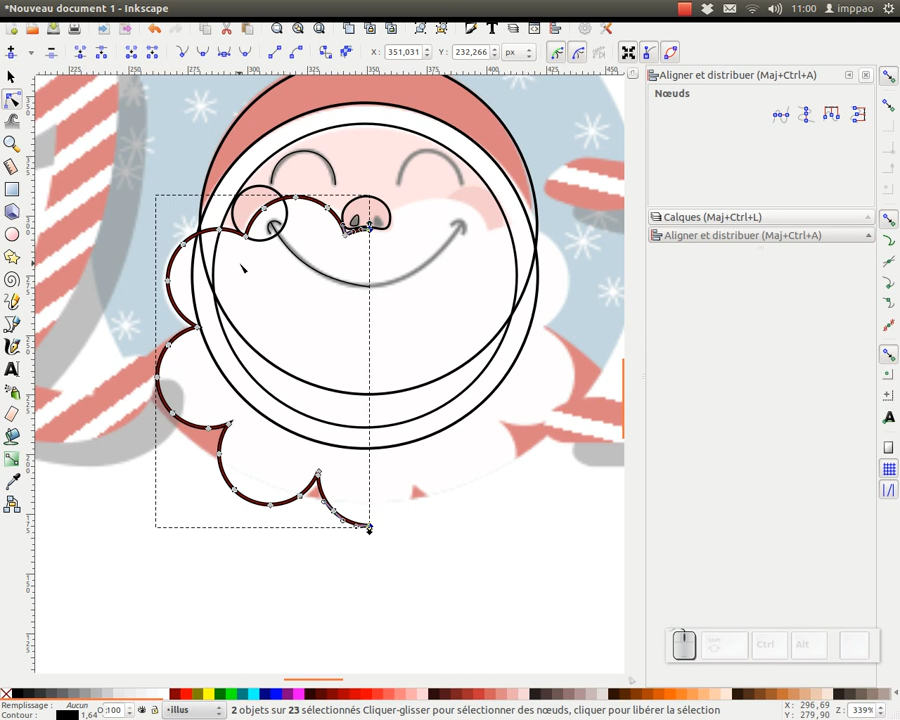 *Nouveau document 1 - Inkscape
11:00
imppao
X: 351,031
Y: 232,266
px
Aligner et distribuer (Maj+Ctrl+A)
Nœuds
Calques (Maj+Ctrl+L)
Aligner et distribuer (Maj+Ctrl+A)
225
275
300
325
350
400
425
455
Ctrl
Alt
Remplissage : Aucun
Contour : 1,64
O: 100
•illus
2 objets sur 23 sélectionnés Cliquer-glisser pour sélectionner des nœuds, cliquer pour libérer la sélection
X: 296,69
Y: 279,90
Z: 339%